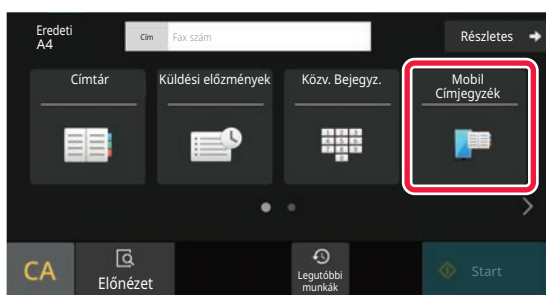 Eredeti
A4
Cím
Fax szám
Részletes
Címtár
Küldési előzmények
Közv. Bejegyz.
Mobil
Címjegyzék
CA
Előnézet
Legutóbbi
munkák
Start